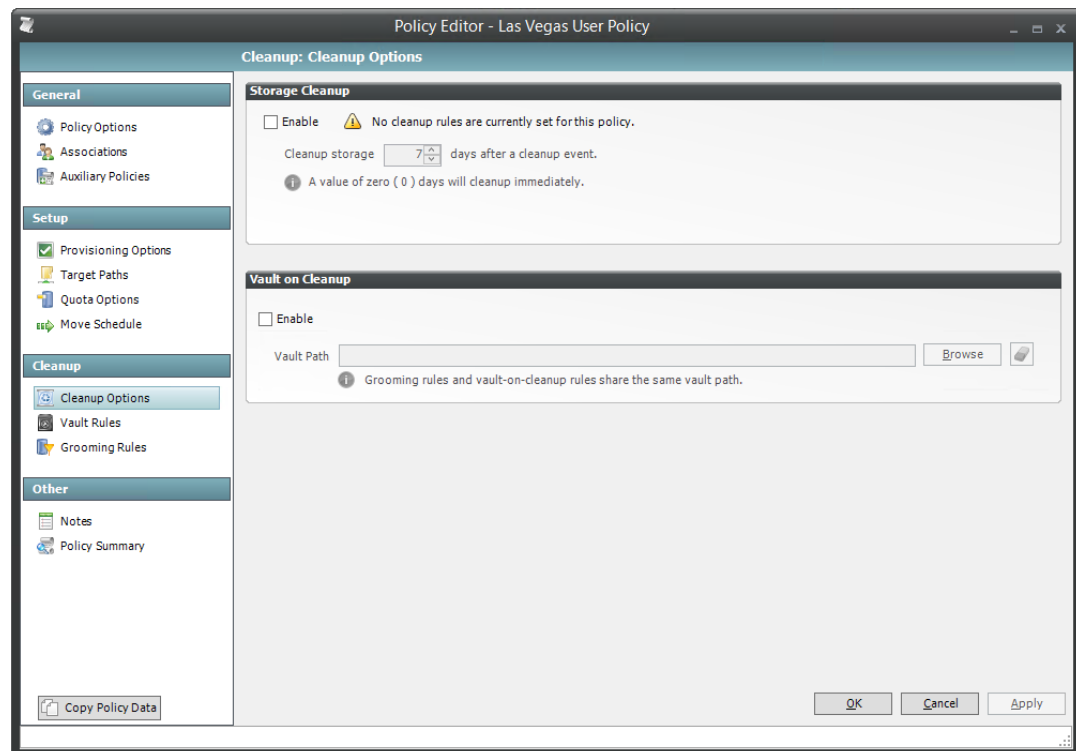 Policy Editor - Las Vegas User Policy
Cleanup: Cleanup Options
General
Policy Options
Associations
Auxiliary Policies
Setup
Provisioning Options
Target Paths
Quota Options
Move Schedule
Cleanup
Cleanup Options
Vault Rules
Grooming Rules
Other
Notes
Policy Summary
Copy Policy Data
Storage Cleanup
Enable No cleanup rules are currently set for this policy.
Cleanup storage 7 days after a cleanup event.
A value of zero ( 0 ) days will cleanup immediately.
Vault on Cleanup
Enable
Vault Path Browse
Grooming rules and vault-on-cleanup rules share the same vault path.
OK Cancel Apply